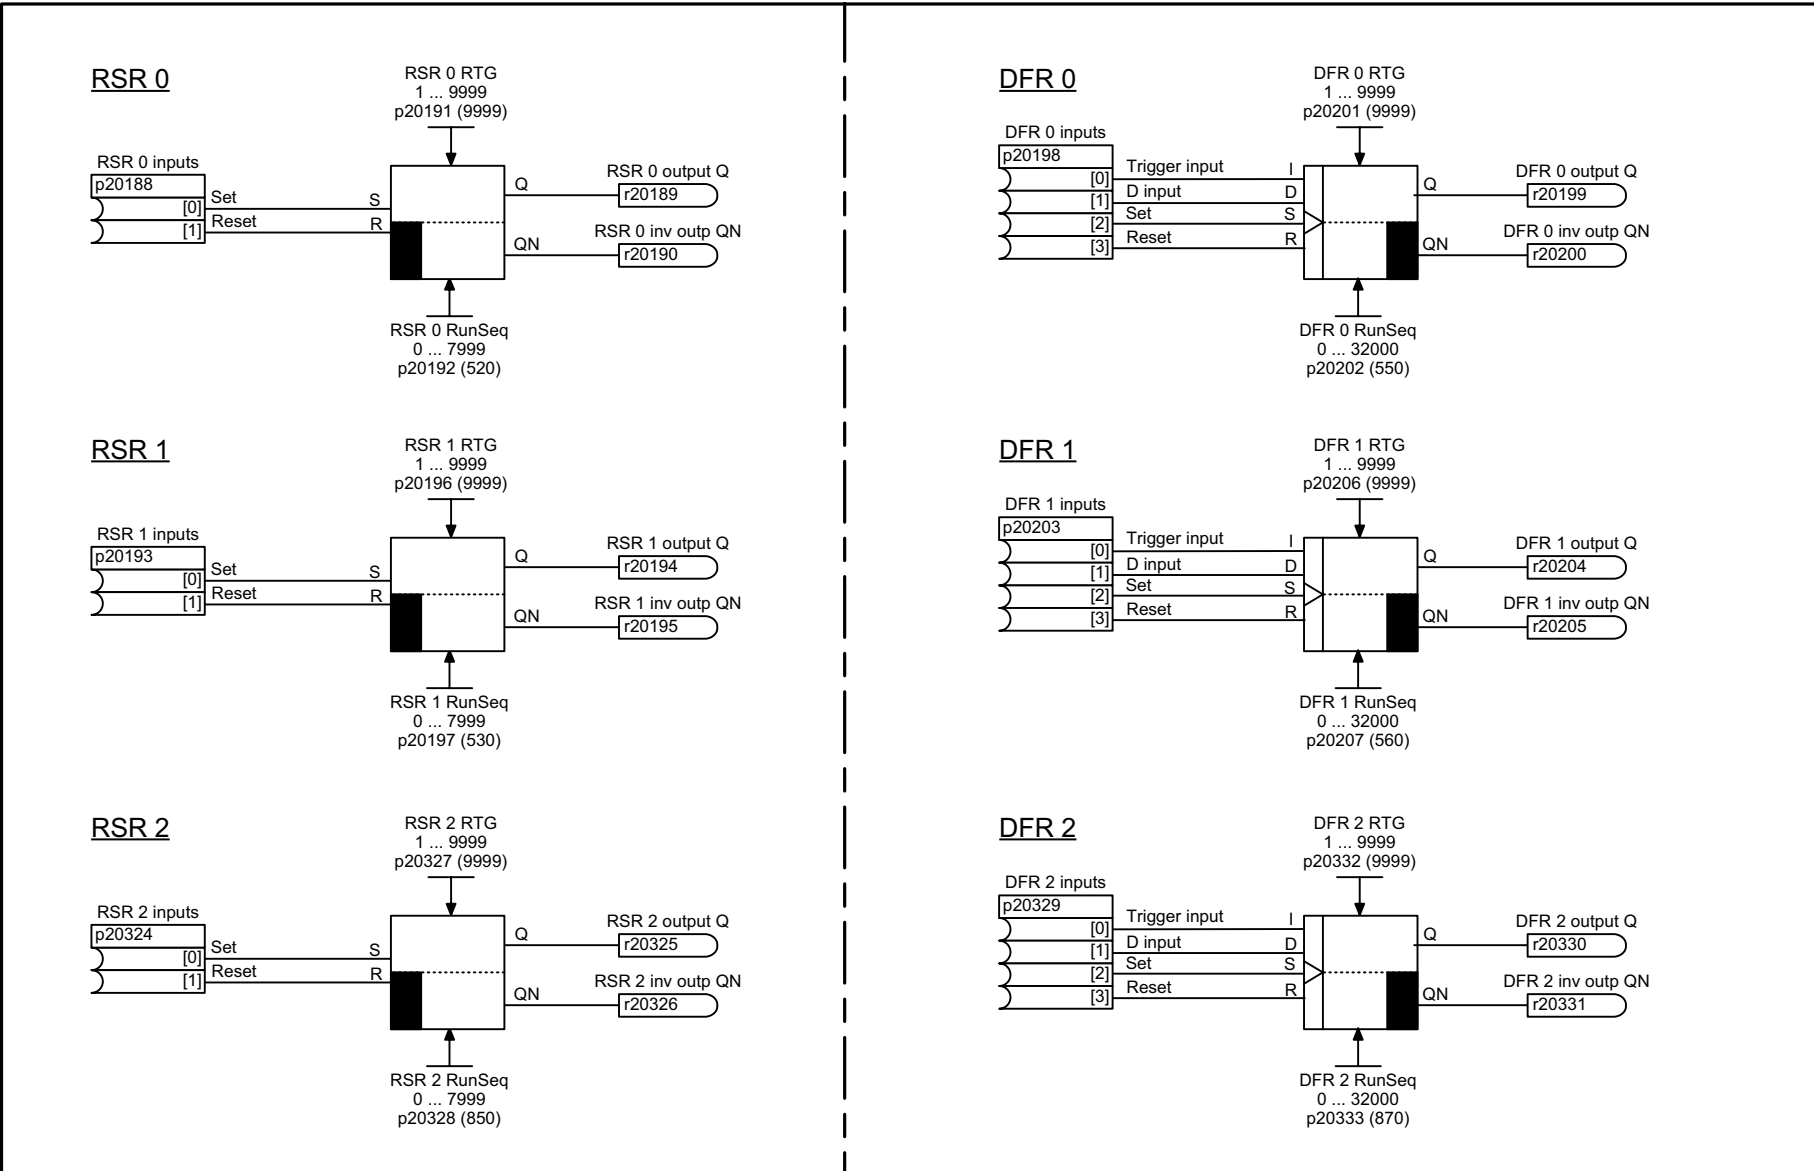 RSR 0
RSR 0 RTG
1 ... 9999
p20191 (9999)
RSR 0 inputs
p20188
[0] Set S
[1] Reset R
Q
RSR 0 output Q
r20189
QN
RSR 0 inv outp QN
r20190
RSR 0 RunSeq
0 ... 7999
p20192 (520)
RSR 1
RSR 1 RTG
1 ... 9999
p20196 (9999)
RSR 1 inputs
p20193
[0] Set S
[1] Reset R
Q
RSR 1 output Q
r20194
QN
RSR 1 inv outp QN
r20195
RSR 1 RunSeq
0 ... 7999
p20197 (530)
RSR 2
RSR 2 RTG
1 ... 9999
p20327 (9999)
RSR 2 inputs
p20324
[0] Set S
[1] Reset R
Q
RSR 2 output Q
r20325
QN
RSR 2 inv outp QN
r20326
RSR 2 RunSeq
0 ... 7999
p20328 (850)
DFR 0
DFR 0 RTG
1 ... 9999
p20201 (9999)
DFR 0 inputs
p20198
[0] Trigger input I
[1] D input D
[2] Set S
[3] Reset R
Q
DFR 0 output Q
r20199
QN
DFR 0 inv outp QN
r20200
DFR 0 RunSeq
0 ... 32000
p20202 (550)
DFR 1
DFR 1 RTG
1 ... 9999
p20206 (9999)
DFR 1 inputs
p20203
[0] Trigger input I
[1] D input D
[2] Set S
[3] Reset R
Q
DFR 1 output Q
r20204
QN
DFR 1 inv outp QN
r20205
DFR 1 RunSeq
0 ... 32000
p20207 (560)
DFR 2
DFR 2 RTG
1 ... 9999
p20332 (9999)
DFR 2 inputs
p20329
[0] Trigger input I
[1] D input D
[2] Set S
[3] Reset R
Q
DFR 2 output Q
r20330
QN
DFR 2 inv outp QN
r20331
DFR 2 RunSeq
0 ... 32000
p20333 (870)